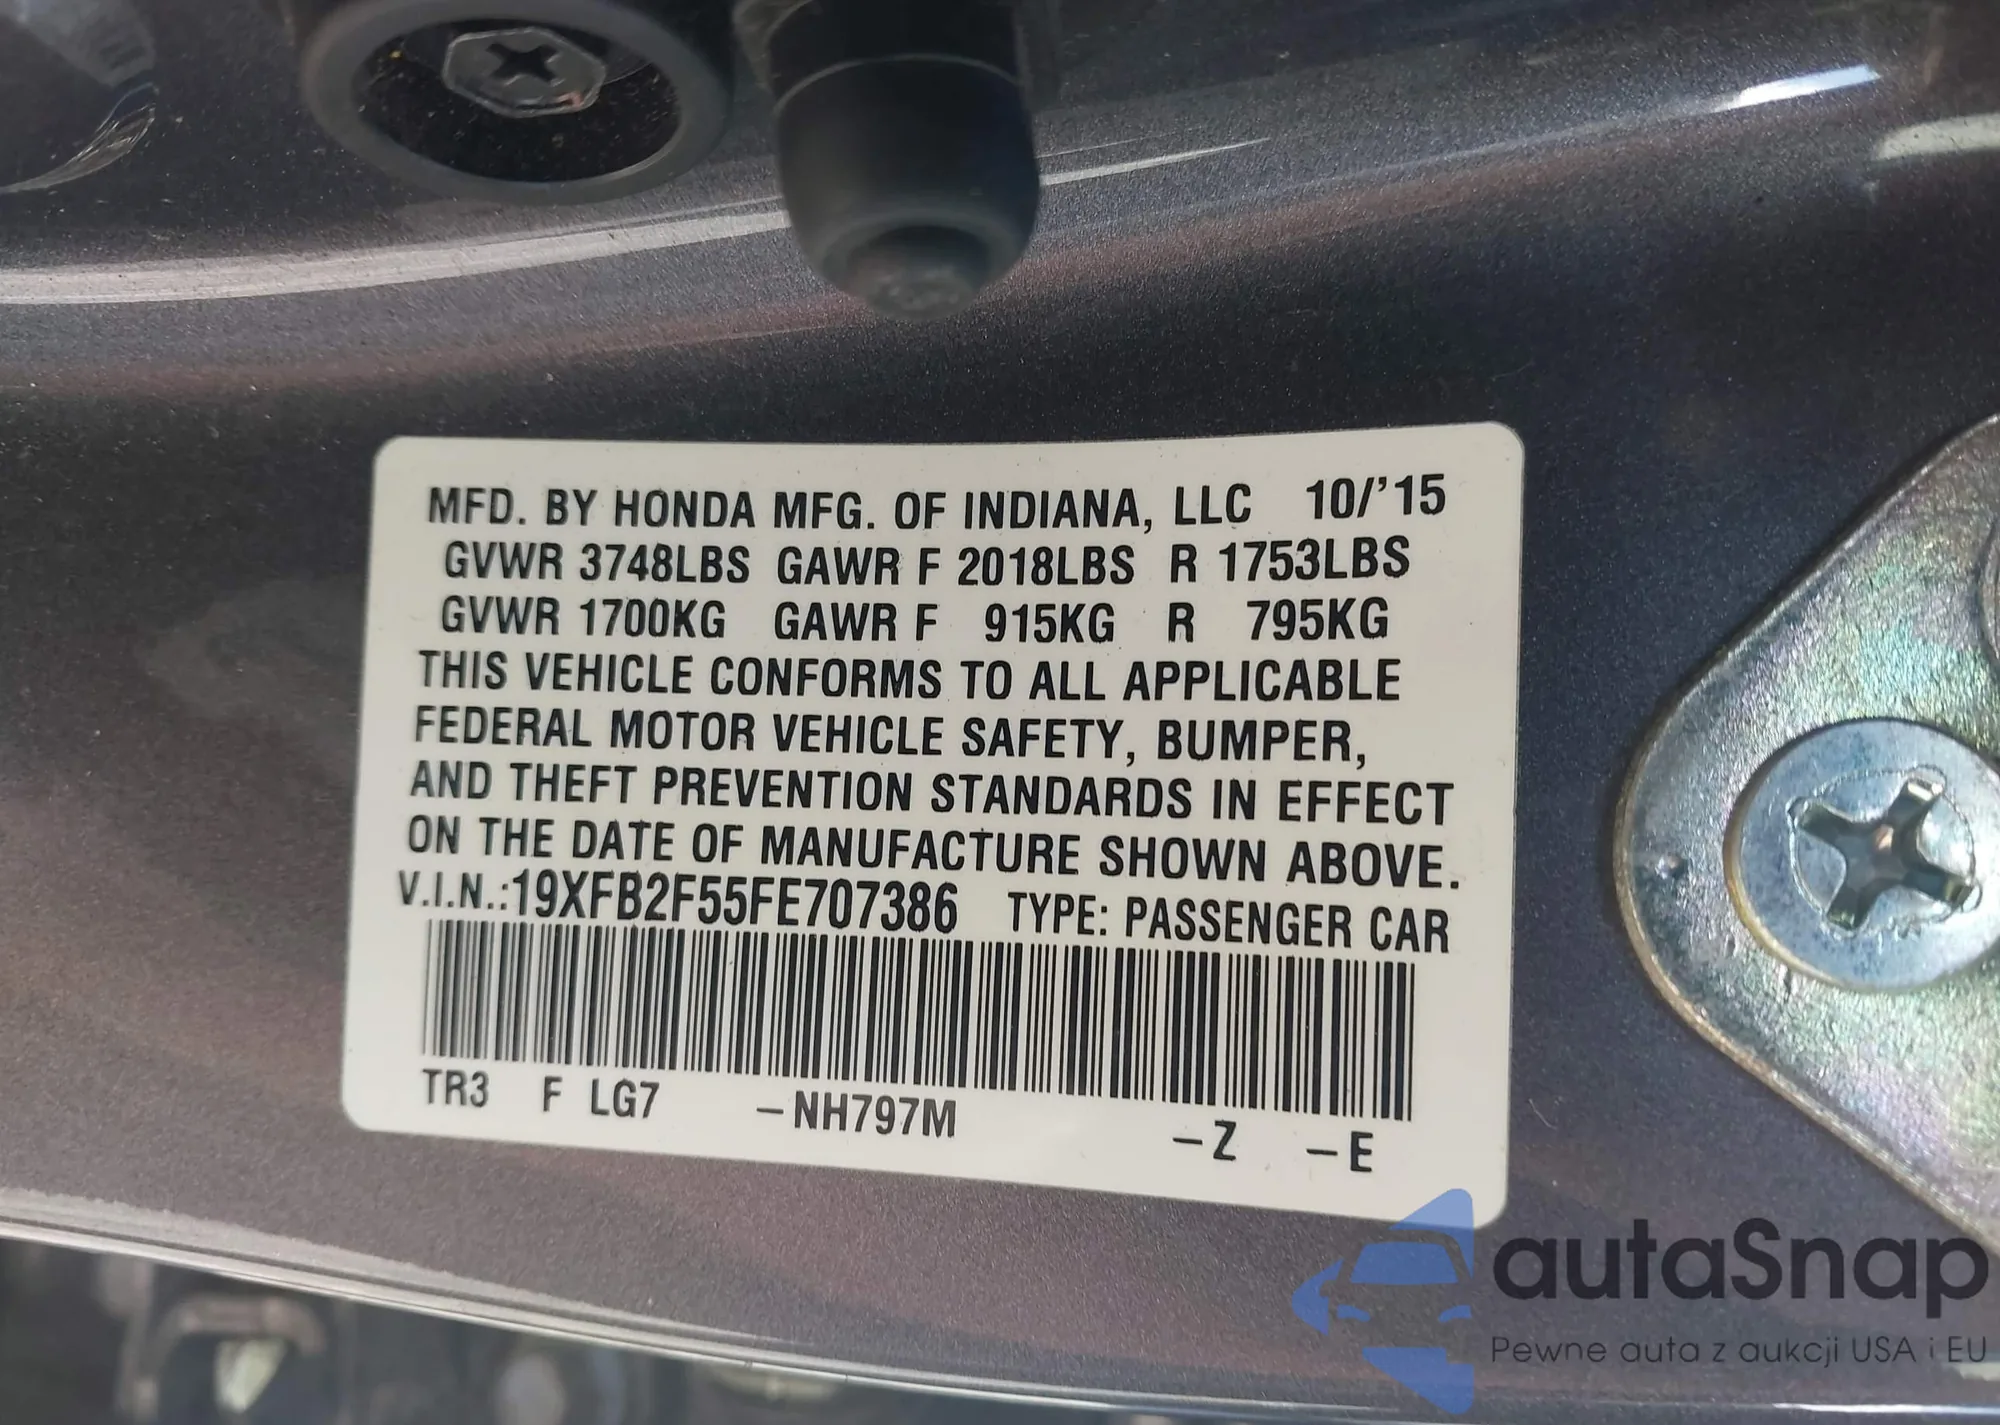 MFD. BY HONDA MFG. OF INDIANA, LLC 10/'15
GVWR 3748LBS GAWR F 2018LBS R 1753LBS
GVWR 1700KG GAWR F 915KG R 795KG
THIS VEHICLE CONFORMS TO ALL APPLICABLE
FEDERAL MOTOR VEHICLE SAFETY, BUMPER,
AND THEFT PREVENTION STANDARDS IN EFFECT
ON THE DATE OF MANUFACTURE SHOWN ABOVE.
V.I.N.:19XFB2F55FE707386 TYPE: PASSENGER CAR
TR3 F LG7 -NH797M -Z -E
autaSnap
Pewne auta z aukcji USA i EU